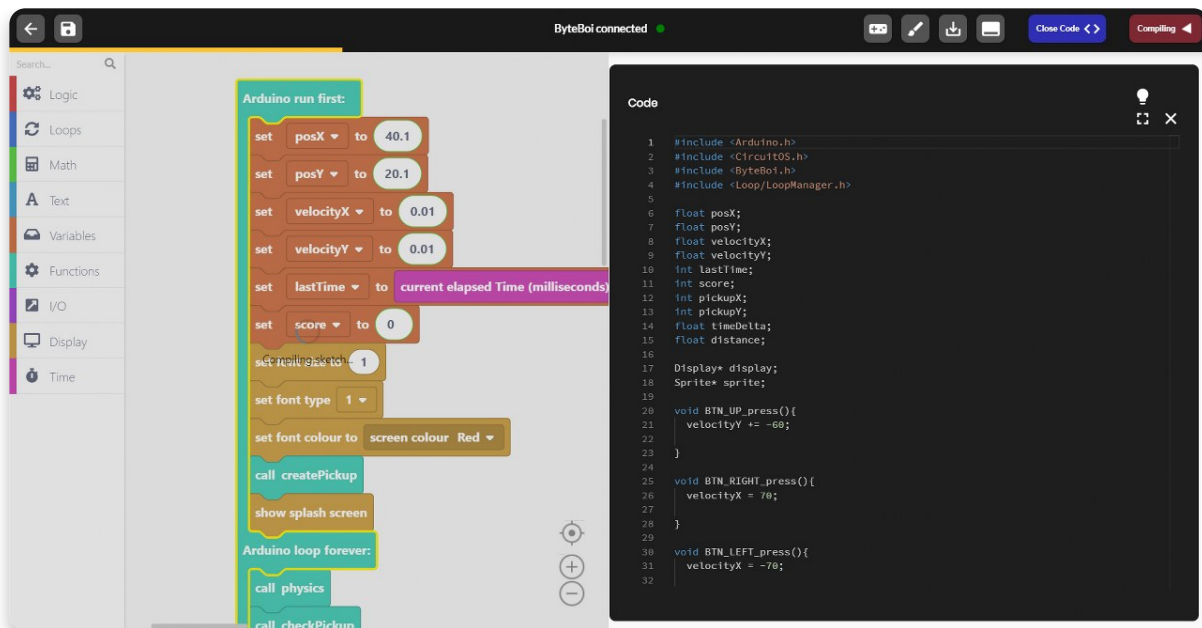 ByteBoi connected
Close Code < >
Compiling
Search...
Logic
Loops
Math
Text
Variables
Functions
I/O
Display
Time
Arduino run first:
set posX to 40.1
set posY to 20.1
set velocityX to 0.01
set velocityY to 0.01
set lastTime to current elapsed Time (milliseconds)
set score to 0
Compiling sketch...
set font size to 1
set font type 1
set font colour to screen colour Red
call createPickup
show splash screen
Arduino loop forever:
call physics
call checkPickup
Code
1 #include <Arduino.h>
2 #include <CircuitOS.h>
3 #include <ByteBoi.h>
4 #include <Loop/LoopManager.h>
5
6 float posX;
7 float posY;
8 float velocityX;
9 float velocityY;
10 int lastTime;
11 int score;
12 int pickupX;
13 int pickupY;
14 float timeDelta;
15 float distance;
16
17 Display* display;
18 Sprite* sprite;
19
20 void BTN_UP_press(){
21 velocityY += -60;
22
23 }
24
25 void BTN_RIGHT_press(){
26 velocityX = 70;
27
28 }
29
30 void BTN_LEFT_press(){
31 velocityX = -70;
32